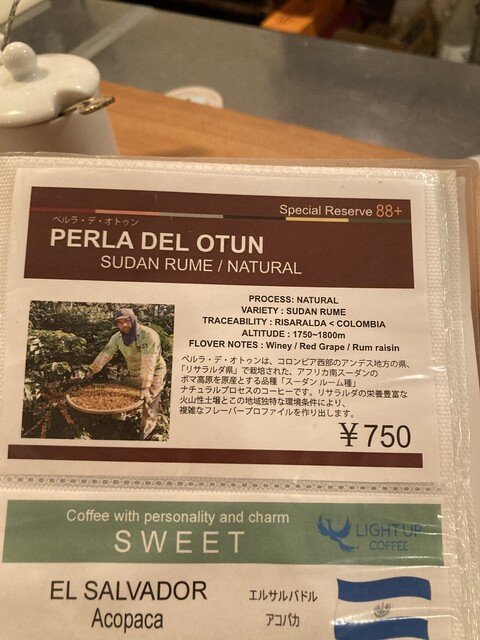 Special Reserve 88+
ペルラ・デ・オトゥン
PERLA DEL OTUN
SUDAN RUME / NATURAL
PROCESS: NATURAL
VARIETY : SUDAN RUME
TRACEABILITY : RISARALDA < COLOMBIA
ALTITUDE : 1750~1800m
FLOVER NOTES : Winey / Red Grape / Rum raisin
ペルラ・デ・オトゥンは、コロンビア西部のアンデス地方の県、
「リサラルダ県」で栽培された、アフリカ南スーダンの
ボマ高原を原産とする品種「スーダン ルーム種」
ナチュラルプロセスのコーヒーです。リサラルダの栄養豊富な
火山性土壌とこの地域独特な環境条件により、
複雑なフレーバープロファイルを作り出します。
￥750
Coffee with personality and charm
SWEET
LIGHT UP
COFFEE
EL SALVADOR
Acopaca
エルサルバドル
アコパカ